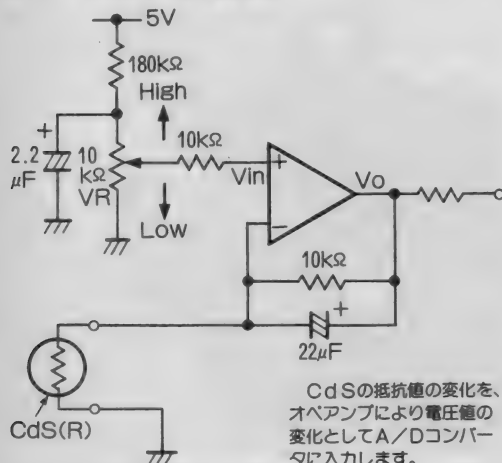 5V
180kΩ
High
2.2
μF
10
kΩ
VR
10kΩ
Vin
Vo
Low
10kΩ
22μF
CdS(R)
CdSの抵抗値の変化を、
オペアンプにより電圧値の
変化としてA/Dコンバー
タに入力します。